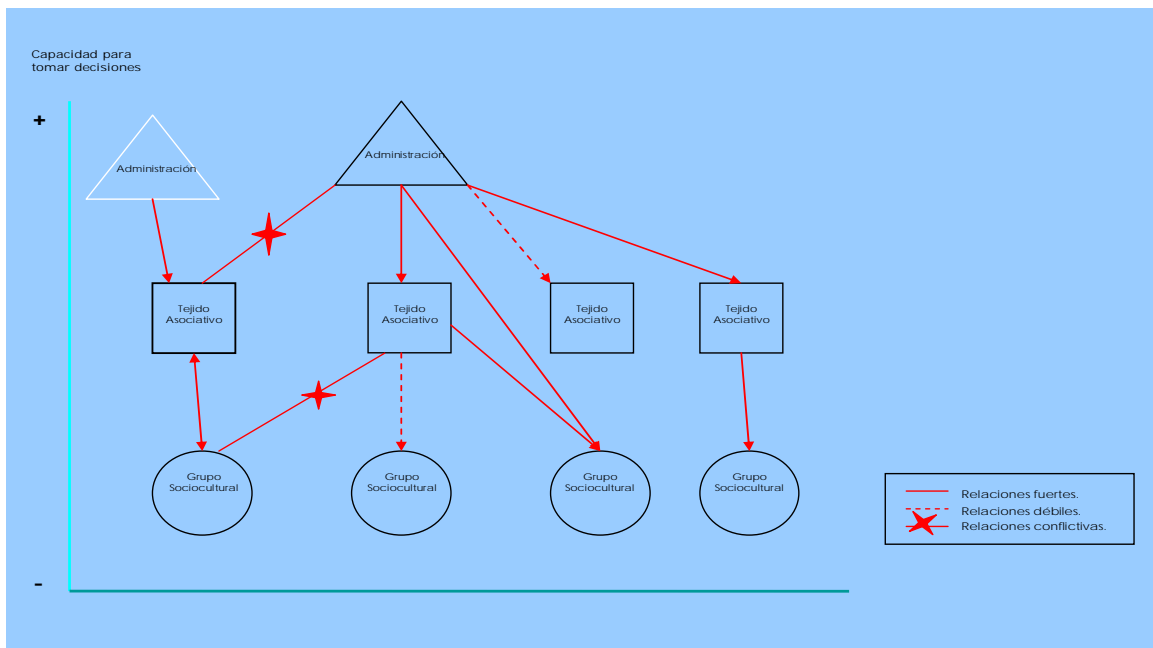 Capacidad para
tomar decisiones
+
Administración
Administración
Tejido
Asociativo
Tejido
Asociativo
Tejido
Asociativo
Tejido
Asociativo
Grupo
Sociocultural
Grupo
Sociocultural
Grupo
Sociocultural
Grupo
Sociocultural
Relaciones fuertes.
Relaciones débiles.
Relaciones conflictivas.
-